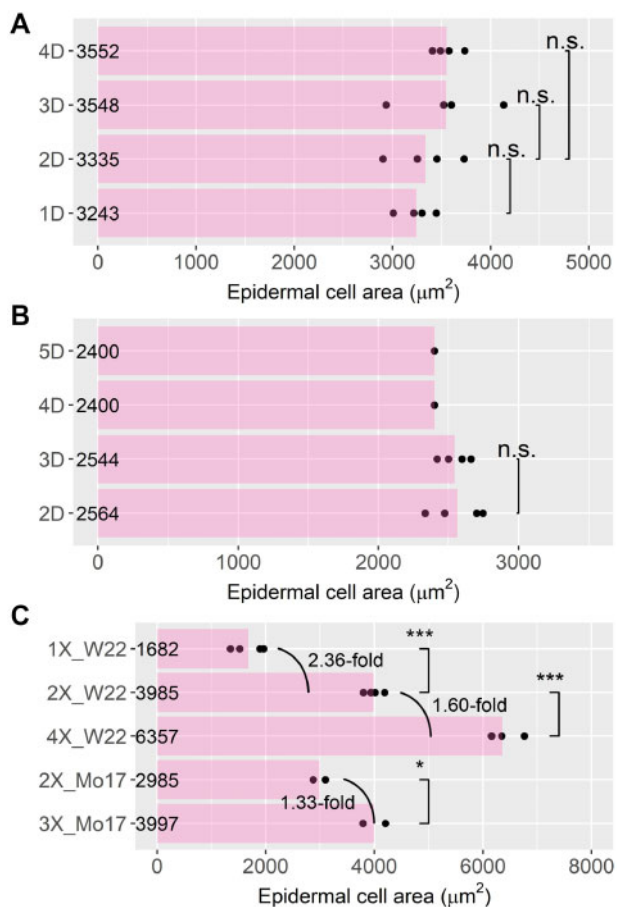 A
4D 3552 n.s.
3D 3548 n.s.
2D 3335 n.s.
1D 3243
0 1000 2000 3000 4000 5000
Epidermal cell area (μm²)
B
5D 2400
4D 2400
3D 2544 n.s.
2D 2564
0 1000 2000 3000
Epidermal cell area (μm²)
C
1X_W22 1682 2.36-fold ***
2X_W22 3985 1.60-fold ***
4X_W22 6357
2X_Mo17 2985 1.33-fold *
3X_Mo17 3997
0 2000 4000 6000 8000
Epidermal cell area (μm²)